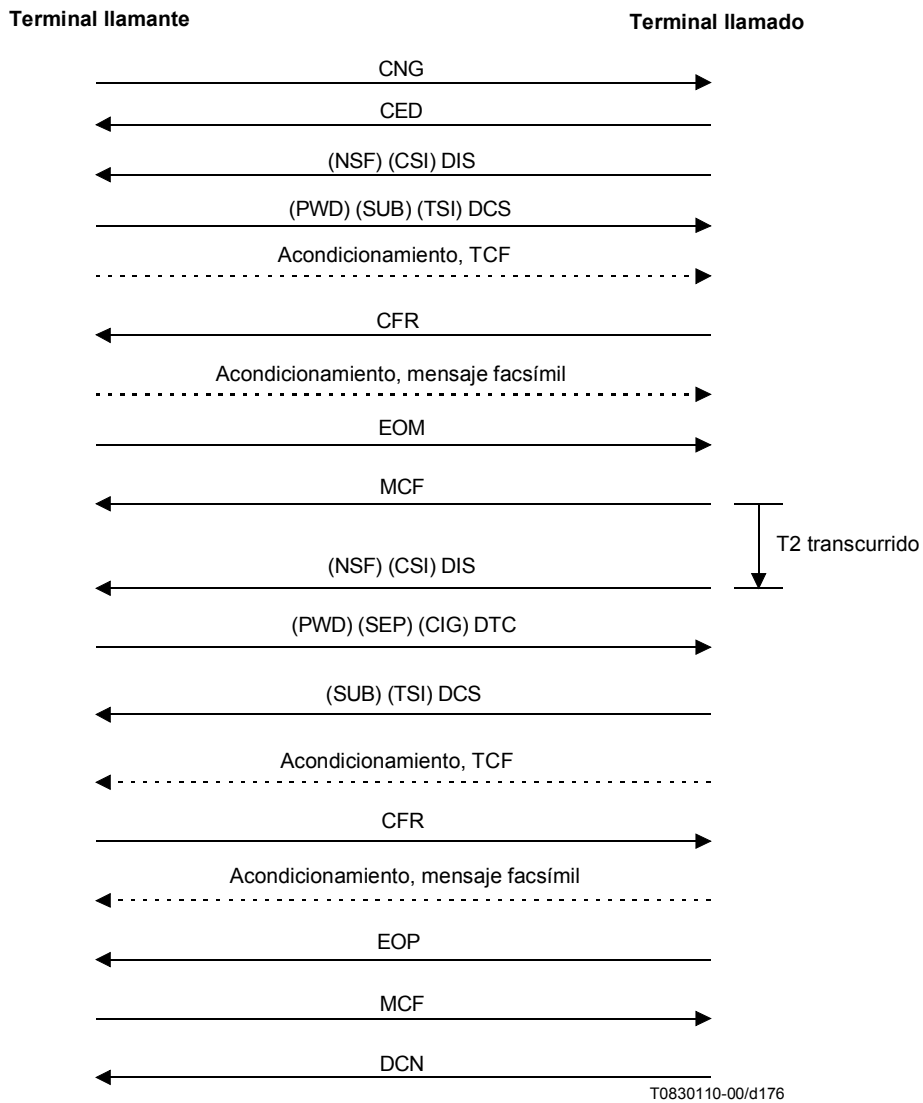 Terminal llamante
Terminal llamado
CNG
CED
(NSF) (CSI) DIS
(PWD) (SUB) (TSI) DCS
Acondicionamiento, TCF
CFR
Acondicionamiento, mensaje facsímil
EOM
MCF
T2 transcurrido
(NSF) (CSI) DIS
(PWD) (SEP) (CIG) DTC
(SUB) (TSI) DCS
Acondicionamiento, TCF
CFR
Acondicionamiento, mensaje facsímil
EOP
MCF
DCN
T0830110-00/d176